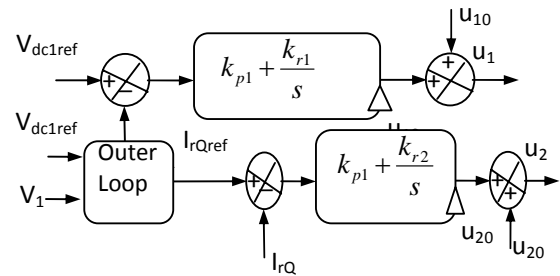 u10
Vdc1ref
+
−
kp1 + kr1/s
+
+
u1
Vdc1ref
Outer
Loop
IrQref
V1
+
−
kp1 + kr2/s
+
+
u2
u20
IrQ
u20